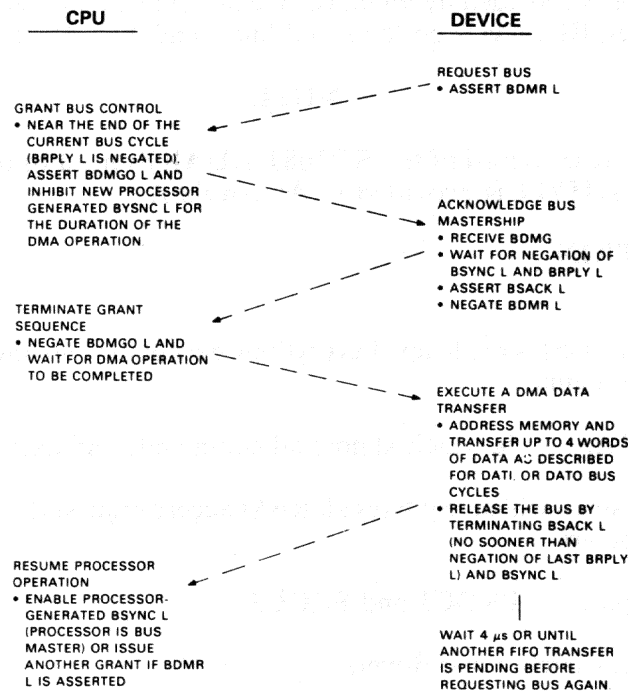 CPU
DEVICE
REQUEST BUS
• ASSERT BDMR L
GRANT BUS CONTROL
• NEAR THE END OF THE
CURRENT BUS CYCLE
(BRPLY L IS NEGATED),
ASSERT BDMGO L AND
INHIBIT NEW PROCESSOR
GENERATED BYSNC L FOR
THE DURATION OF THE
DMA OPERATION.
ACKNOWLEDGE BUS
MASTERSHIP
• RECEIVE BDMG
• WAIT FOR NEGATION OF
BSYNC L AND BRPLY L
• ASSERT BSACK L
• NEGATE BDMR L
TERMINATE GRANT
SEQUENCE
• NEGATE BDMGO L AND
WAIT FOR DMA OPERATION
TO BE COMPLETED
EXECUTE A DMA DATA
TRANSFER
• ADDRESS MEMORY AND
TRANSFER UP TO 4 WORDS
OF DATA AS DESCRIBED
FOR DATI, OR DATO BUS
CYCLES
• RELEASE THE BUS BY
TERMINATING BSACK L
(NO SOONER THAN
NEGATION OF LAST BRPLY
L) AND BSYNC L.
RESUME PROCESSOR
OPERATION
• ENABLE PROCESSOR-
GENERATED BSYNC L
(PROCESSOR IS BUS
MASTER) OR ISSUE
ANOTHER GRANT IF BDMR
L IS ASSERTED
WAIT 4 µs OR UNTIL
ANOTHER FIFO TRANSFER
IS PENDING BEFORE
REQUESTING BUS AGAIN.